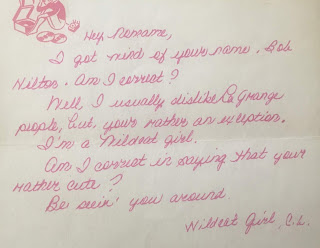 Hey Noname,
I got mind of your name. Bob
Hilton. Am I correct?
Well, I usually dislike La Grange
people, but, your rather an exception.
I'm a Wildcat girl.
Am I correct in saying that your
rather cute?
Be seein' you around.
Wildcat Girl, C.L.